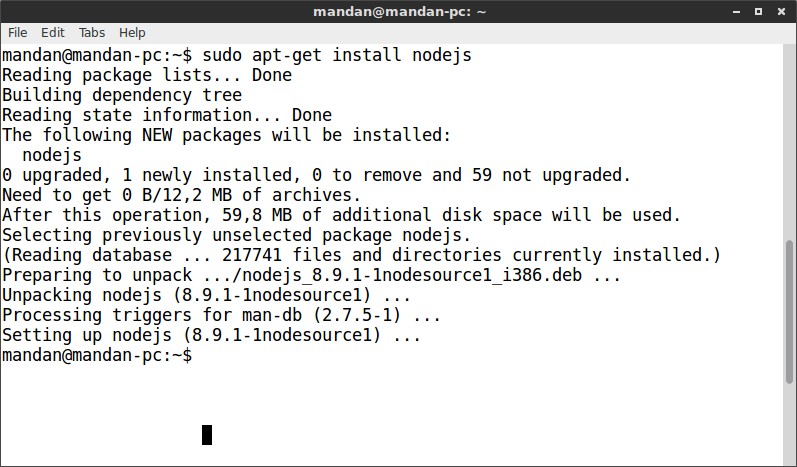 mandan@mandan-pc: ~
File Edit Tabs Help
mandan@mandan-pc:~$ sudo apt-get install nodejs
Reading package lists... Done
Building dependency tree
Reading state information... Done
The following NEW packages will be installed:
  nodejs
0 upgraded, 1 newly installed, 0 to remove and 59 not upgraded.
Need to get 0 B/12,2 MB of archives.
After this operation, 59,8 MB of additional disk space will be used.
Selecting previously unselected package nodejs.
(Reading database ... 217741 files and directories currently installed.)
Preparing to unpack .../nodejs_8.9.1-1nodesource1_i386.deb ...
Unpacking nodejs (8.9.1-1nodesource1) ...
Processing triggers for man-db (2.7.5-1) ...
Setting up nodejs (8.9.1-1nodesource1) ...
mandan@mandan-pc:~$